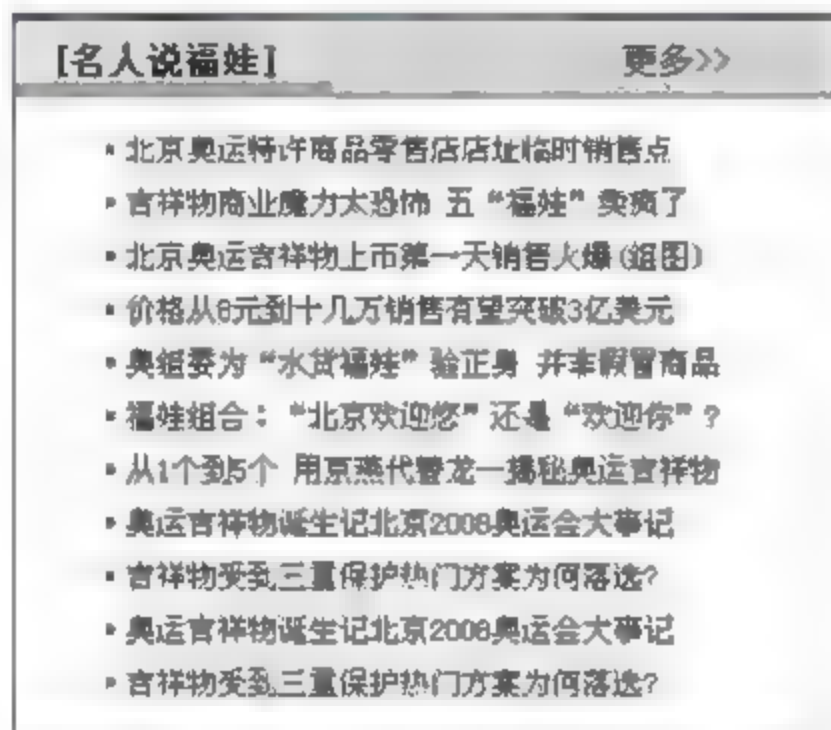 [名人说福娃] 更多>>
▪ 北京奥运特许商品零售店店址临时销售点
▪ 吉祥物商业魔力太恐怖 五“福娃”卖疯了
▪ 北京奥运吉祥物上市第一天销售火爆(组图)
▪ 价格从6元到十几万销售有望突破3亿美元
▪ 奥组委为“水货福娃”验正身 并非假冒商品
▪ 福娃组合：“北京欢迎您”还是“欢迎你”？
▪ 从1个到5个 用京燕代替龙—揭秘奥运吉祥物
▪ 奥运吉祥物诞生记北京2008奥运会大事记
▪ 吉祥物受到三重保护热门方案为何落选?
▪ 奥运吉祥物诞生记北京2008奥运会大事记
▪ 吉祥物受到三重保护热门方案为何落选?